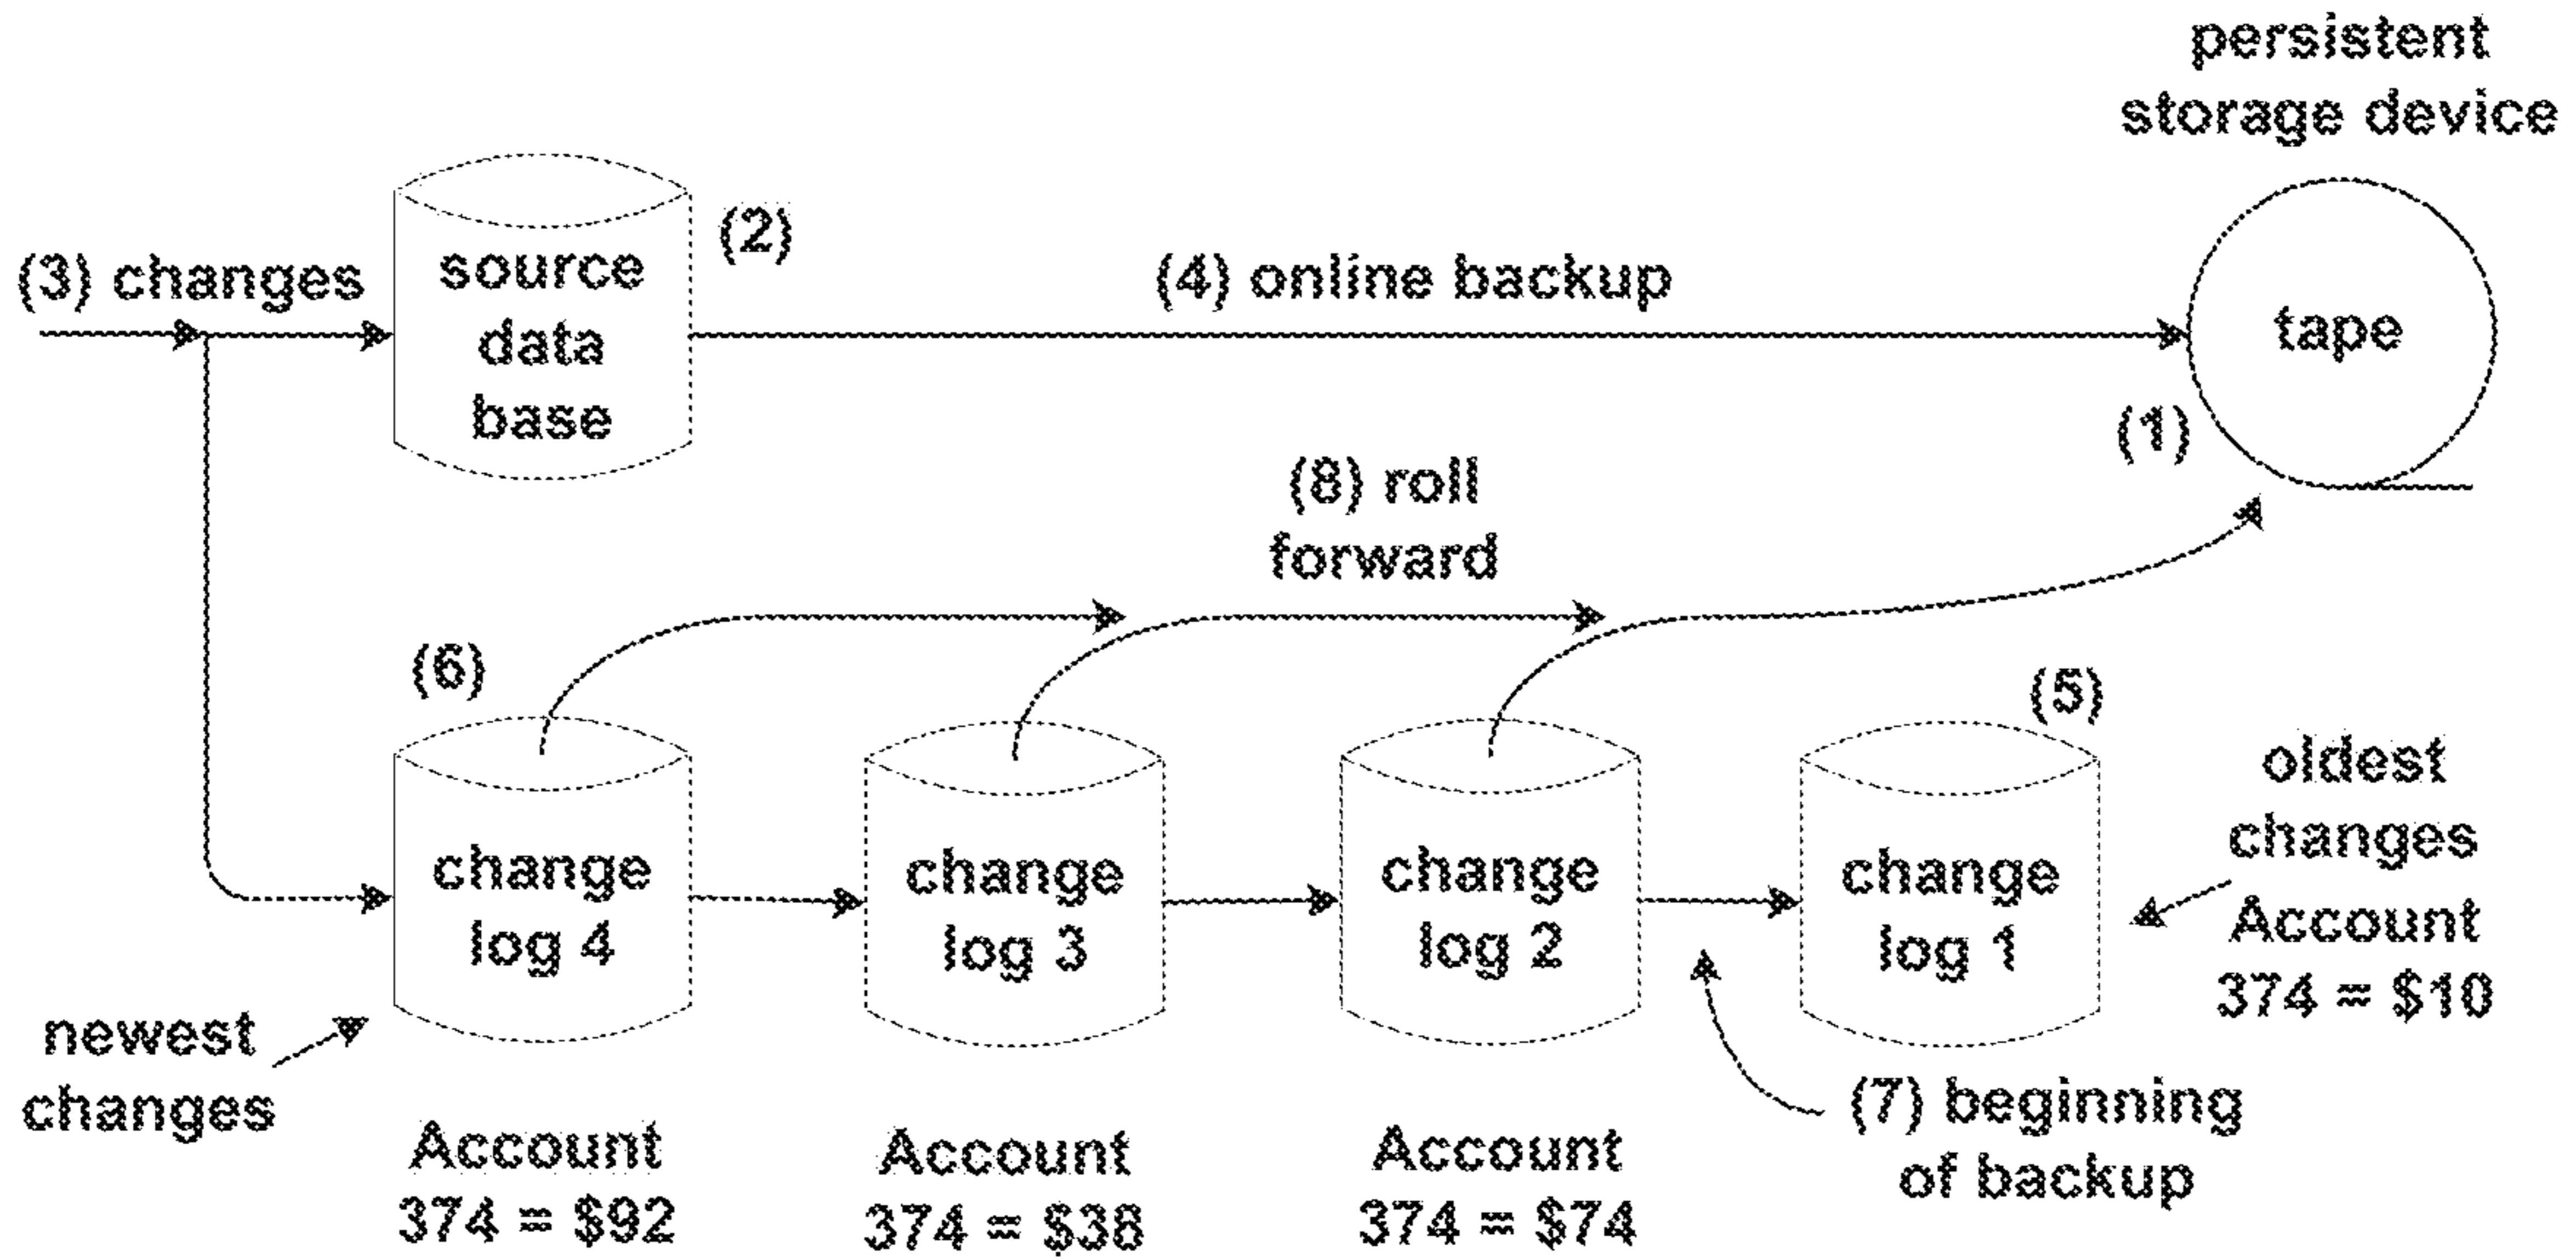 persistent
storage device
(2)
(3) changes
source
data
base
(4) online backup
tape
(1)
(8) roll
forward
(6)
(5)
change
log 4
change
log 3
change
log 2
change
log 1
oldest
changes
Account
374 = $10
newest
changes
Account
374 = $92
Account
374 = $38
Account
374 = $74
(7) beginning
of backup